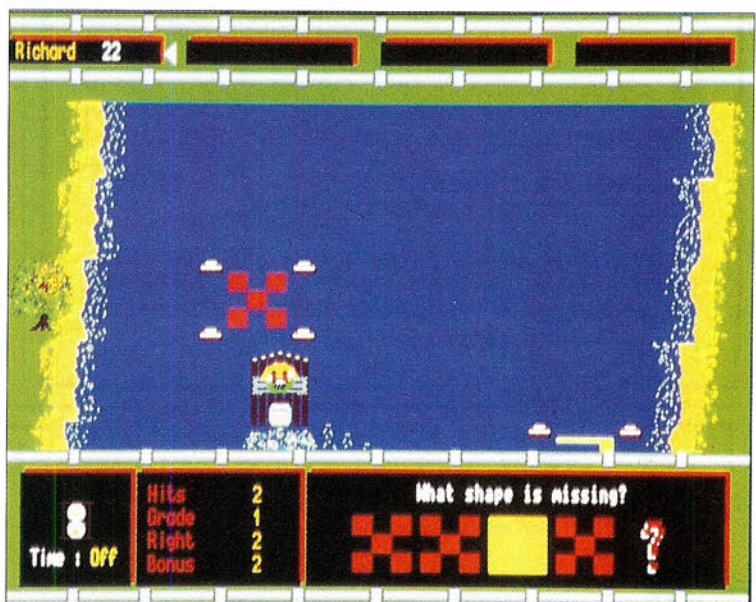 Richard 22
What shape is missing?
Hits 2
Grade 1
Right 2
Bonus 2
Time : Off
?